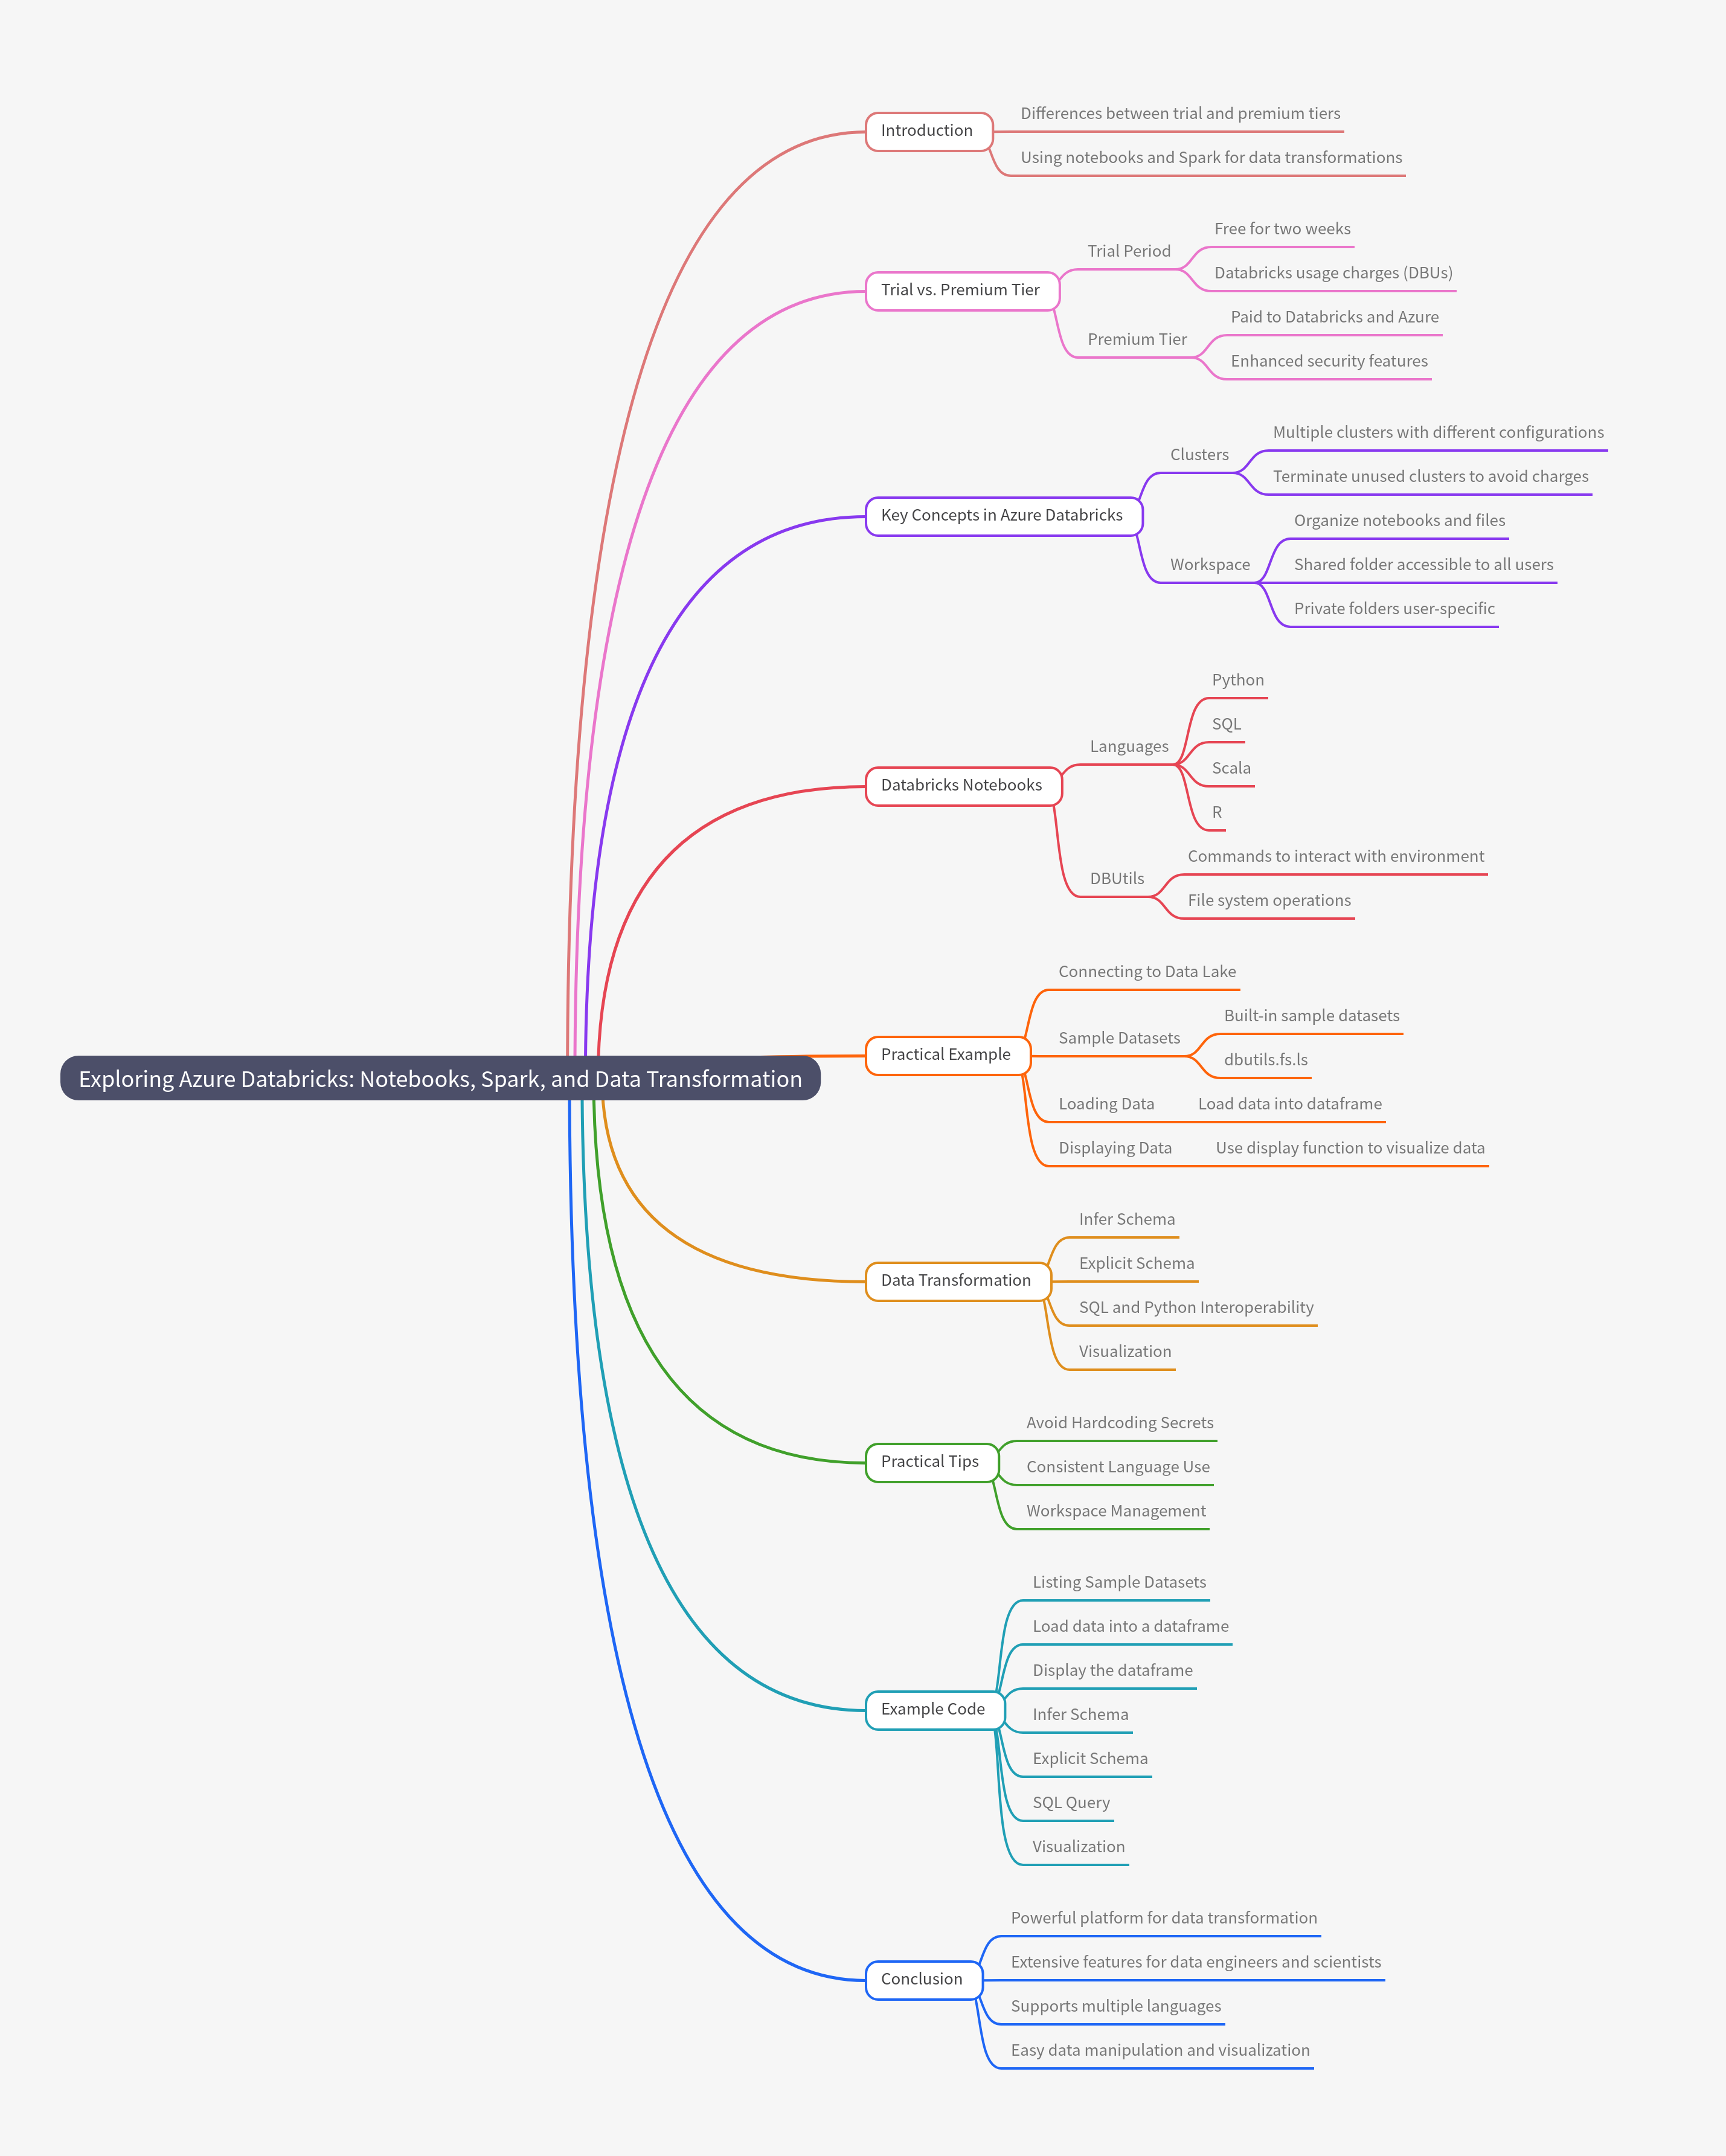 Exploring Azure Databricks: Notebooks, Spark, and Data Transformation
Introduction
Differences between trial and premium tiers
Using notebooks and Spark for data transformations
Trial vs. Premium Tier
Trial Period
Free for two weeks
Databricks usage charges (DBUs)
Premium Tier
Paid to Databricks and Azure
Enhanced security features
Key Concepts in Azure Databricks
Clusters
Multiple clusters with different configurations
Terminate unused clusters to avoid charges
Workspace
Organize notebooks and files
Shared folder accessible to all users
Private folders user-specific
Databricks Notebooks
Languages
Python
SQL
Scala
R
DBUtils
Commands to interact with environment
File system operations
Practical Example
Connecting to Data Lake
Sample Datasets
Built-in sample datasets
dbutils.fs.ls
Loading Data
Load data into dataframe
Displaying Data
Use display function to visualize data
Data Transformation
Infer Schema
Explicit Schema
SQL and Python Interoperability
Visualization
Practical Tips
Avoid Hardcoding Secrets
Consistent Language Use
Workspace Management
Example Code
Listing Sample Datasets
Load data into a dataframe
Display the dataframe
Infer Schema
Explicit Schema
SQL Query
Visualization
Conclusion
Powerful platform for data transformation
Extensive features for data engineers and scientists
Supports multiple languages
Easy data manipulation and visualization